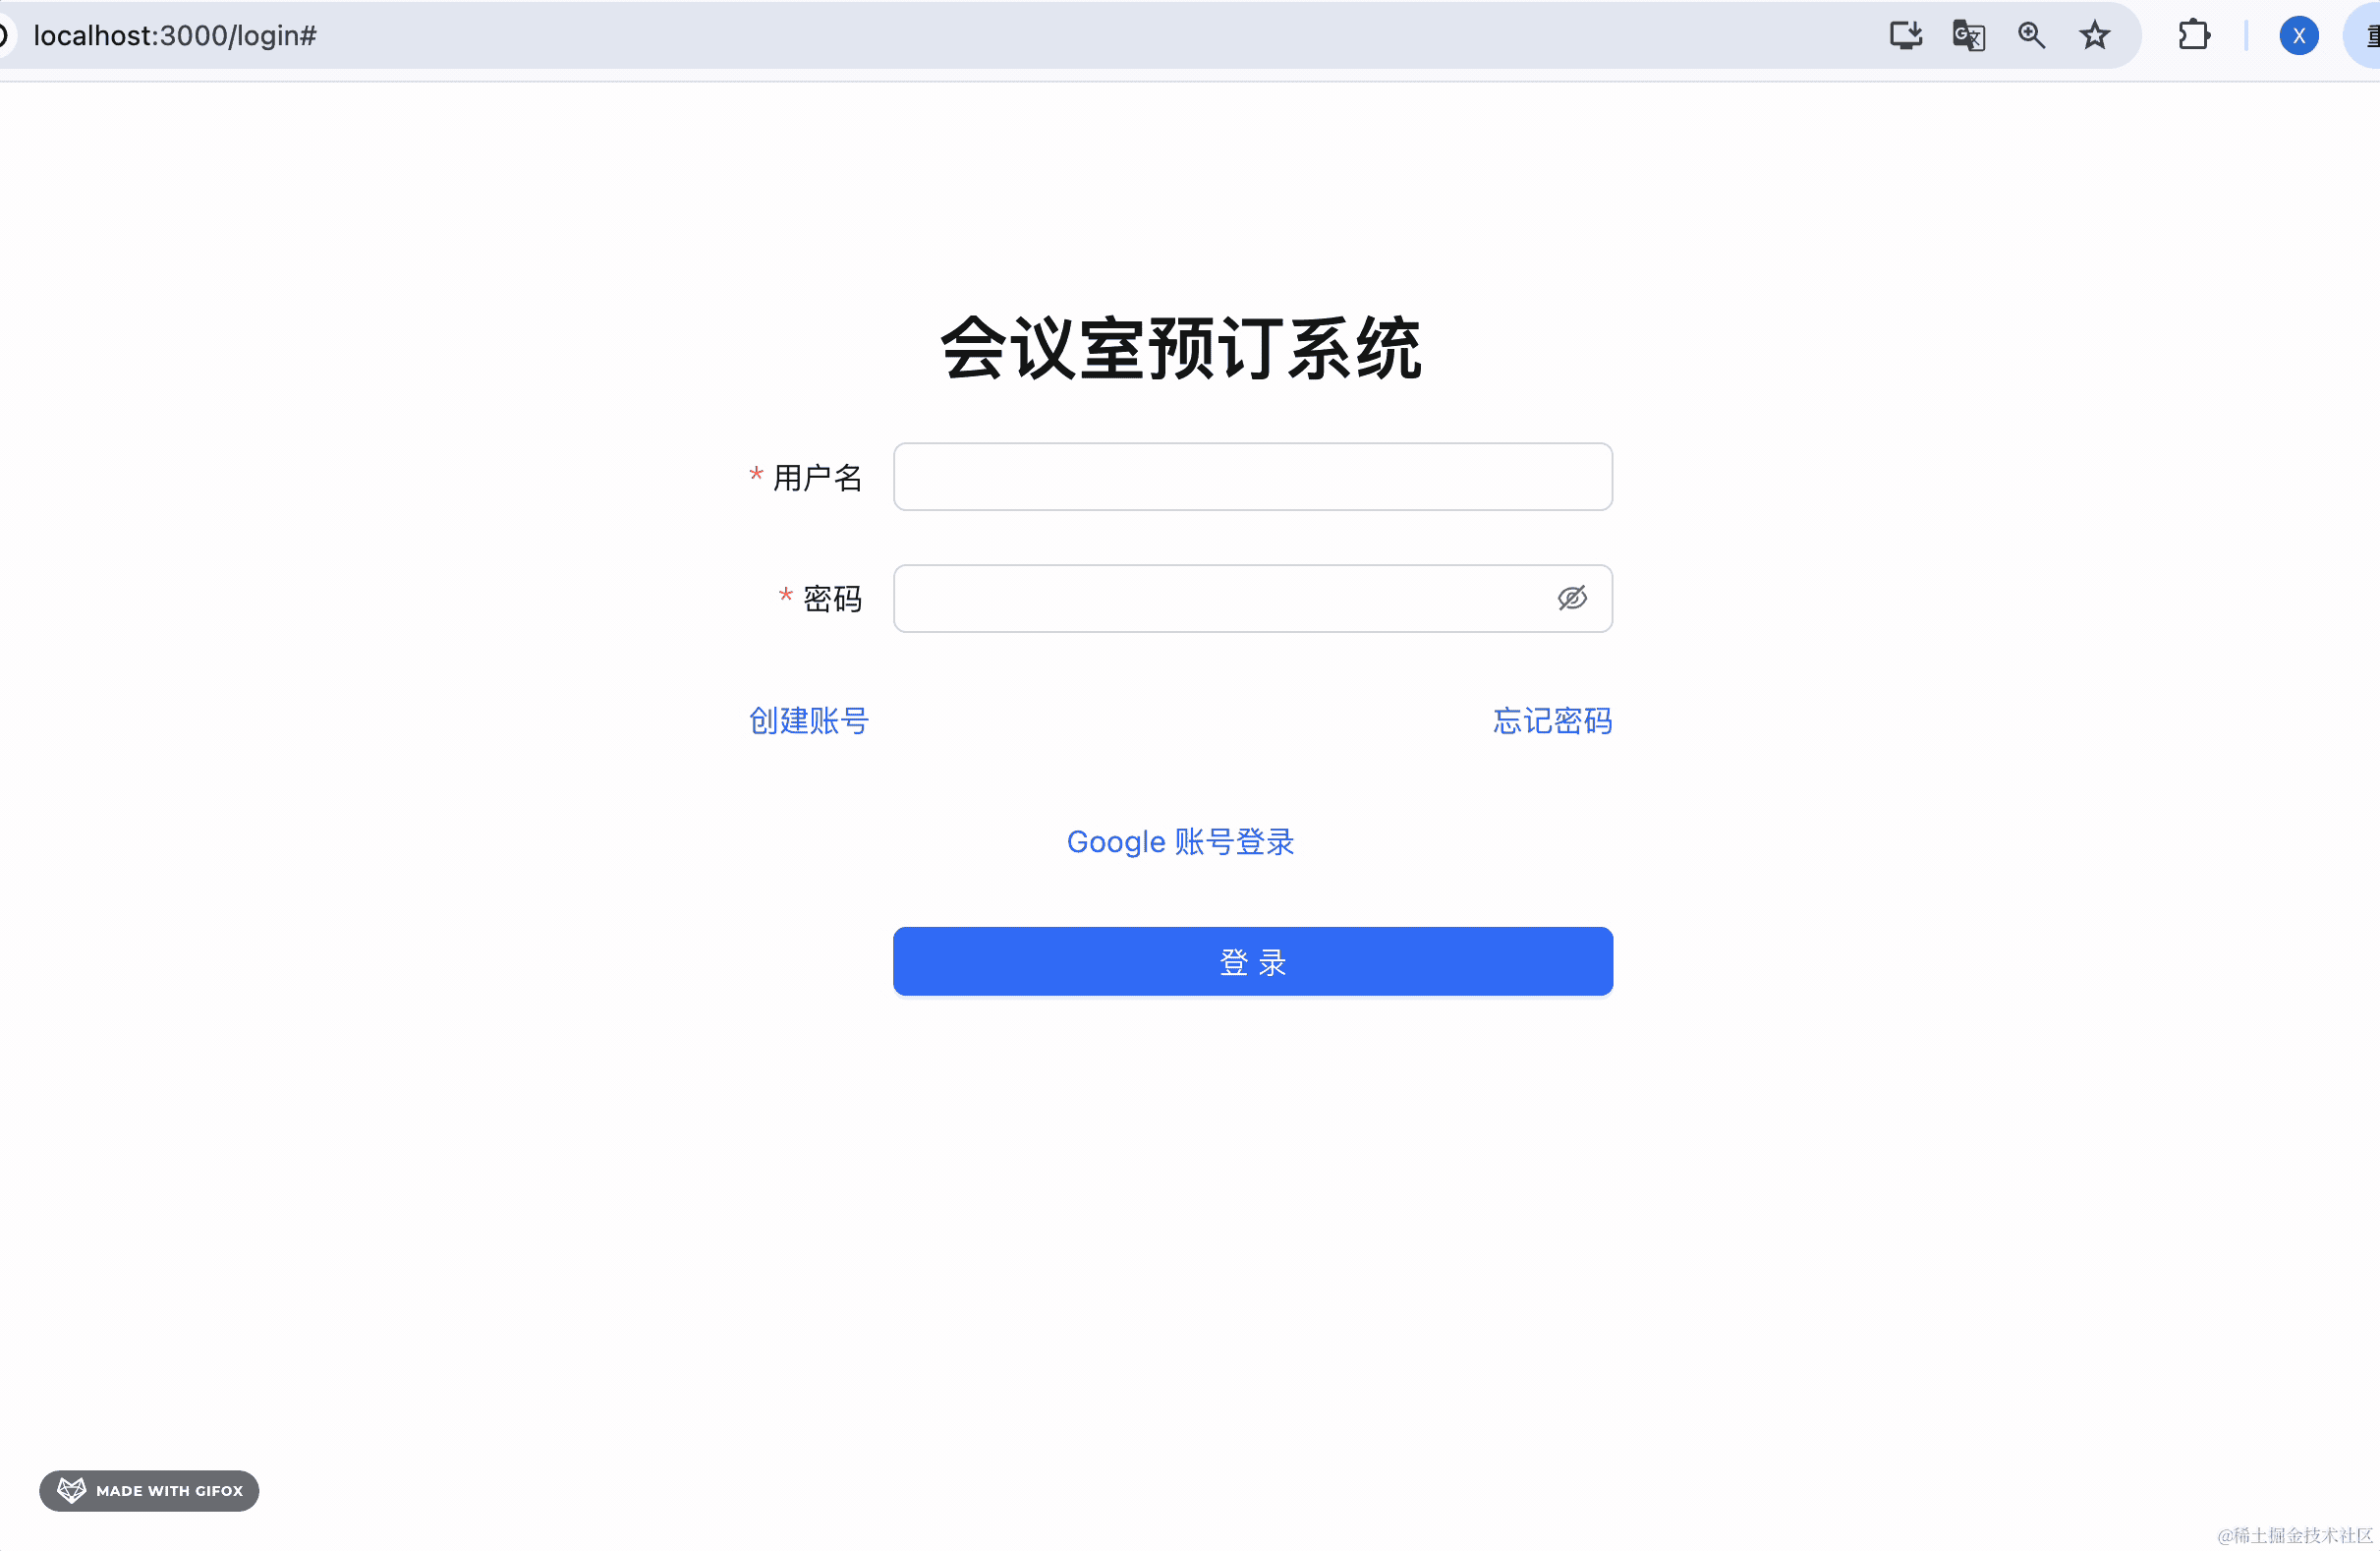 localhost:3000/login#
X
会议室预订系统
* 用户名
* 密码
创建账号 忘记密码
Google 账号登录
登 录
MADE WITH GIFOX
@稀土掘金技术社区